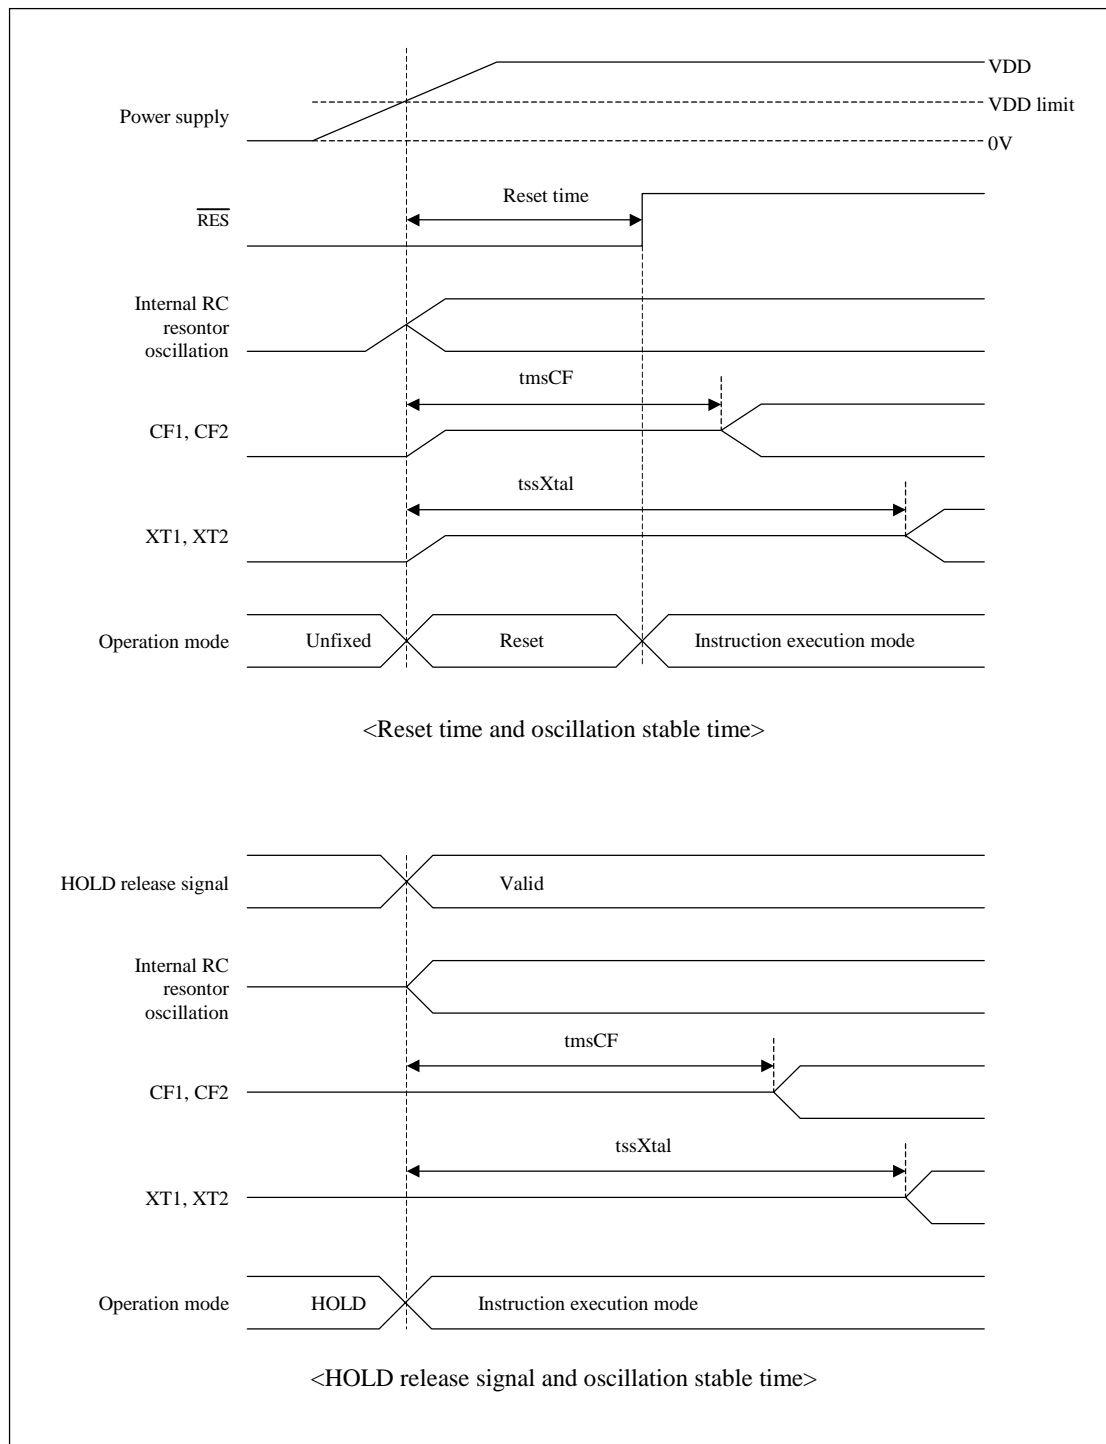 VDD
VDD limit
Power supply
0V
Reset time
RES
Internal RC
resontor
oscillation
tmsCF
CF1, CF2
tssXtal
XT1, XT2
Operation mode
Unfixed
Reset
Instruction execution mode
<Reset time and oscillation stable time>
HOLD release signal
Valid
Internal RC
resontor
oscillation
tmsCF
CF1, CF2
tssXtal
XT1, XT2
Operation mode
HOLD
Instruction execution mode
<HOLD release signal and oscillation stable time>